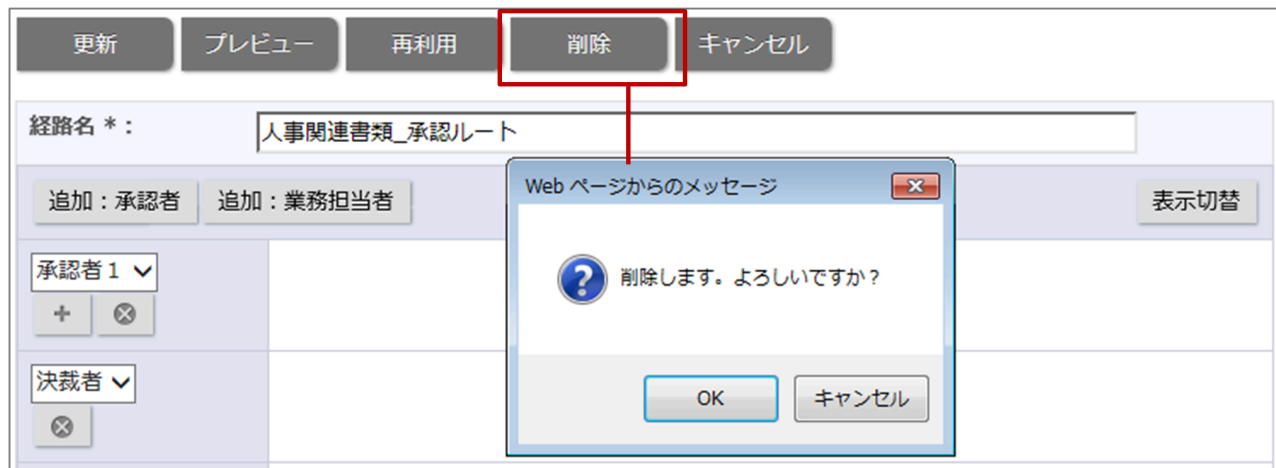 更新 プレビュー 再利用 削除 キャンセル
経路名 *： 人事関連書類_承認ルート
追加：承認者 追加：業務担当者 表示切替
Web ページからのメッセージ
承認者１
削除します。よろしいですか？
決裁者
OK キャンセル